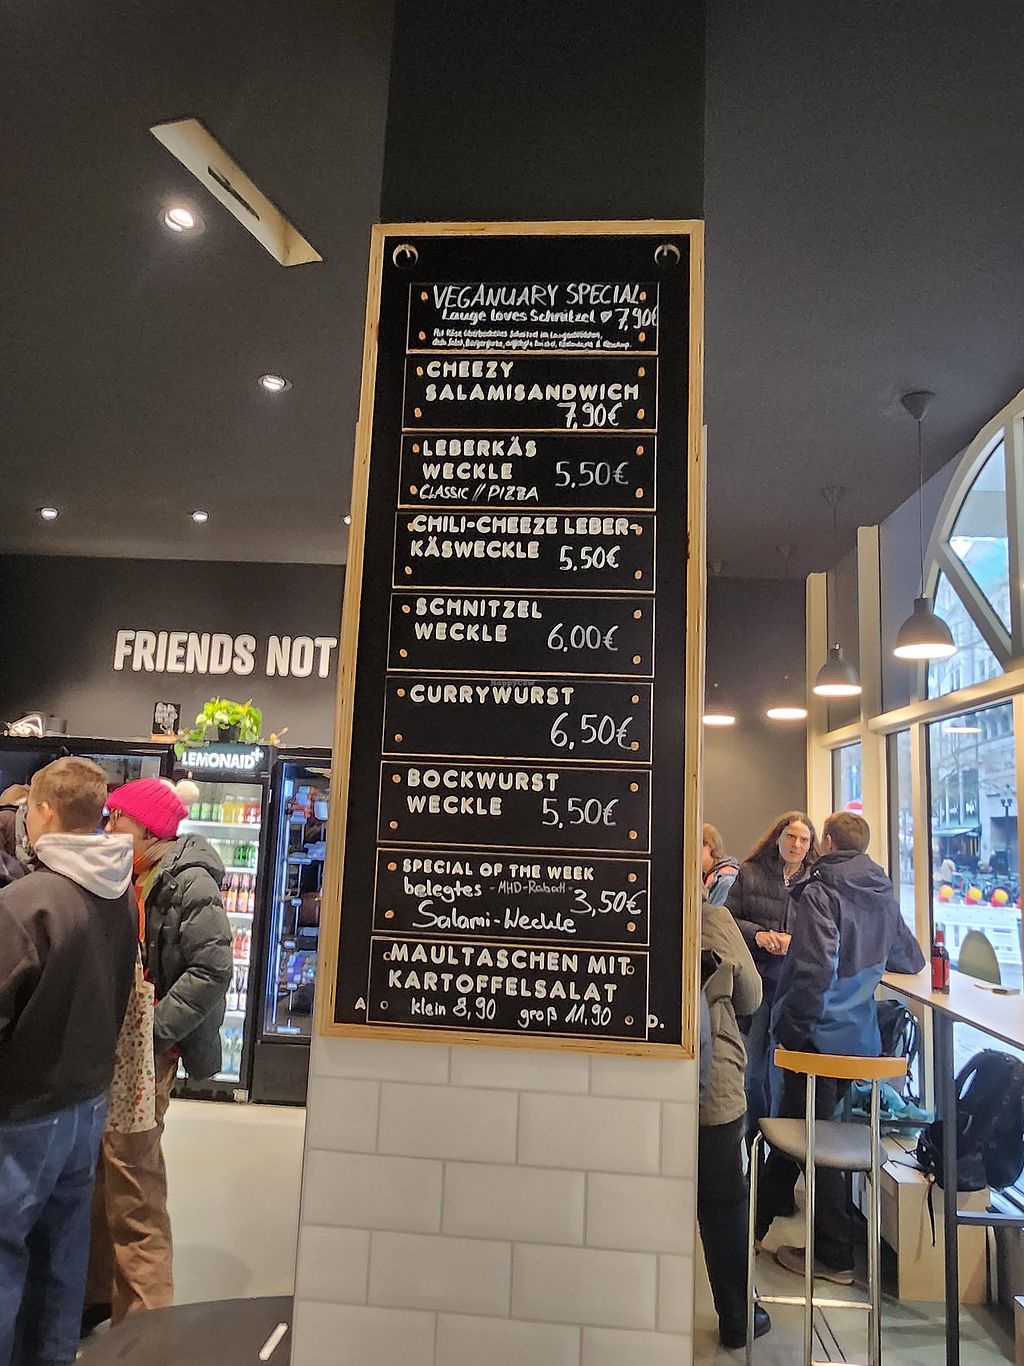 VEGANUARY SPECIAL
Lauge loves Schnitzel ♥ 7,90€
CHEEZY
SALAMISANDWICH
7,90€
LEBERKÄS
WECKLE 5,50€
CLASSIC // PIZZA
CHILI-CHEEZE LEBER-
KÄSWECKLE 5,50€
SCHNITZEL
WECKLE 6,00€
HappyCow
CURRYWURST
6,50€
BOCKWURST
WECKLE 5,50€
SPECIAL OF THE WEEK
belegtes -MHD-Rabatt- 3,50€
Salami-Weckle
MAULTASCHEN MIT
KARTOFFELSALAT
A klein 8,90 groß 11,90 D.
FRIENDS NOT
LEMONAID+